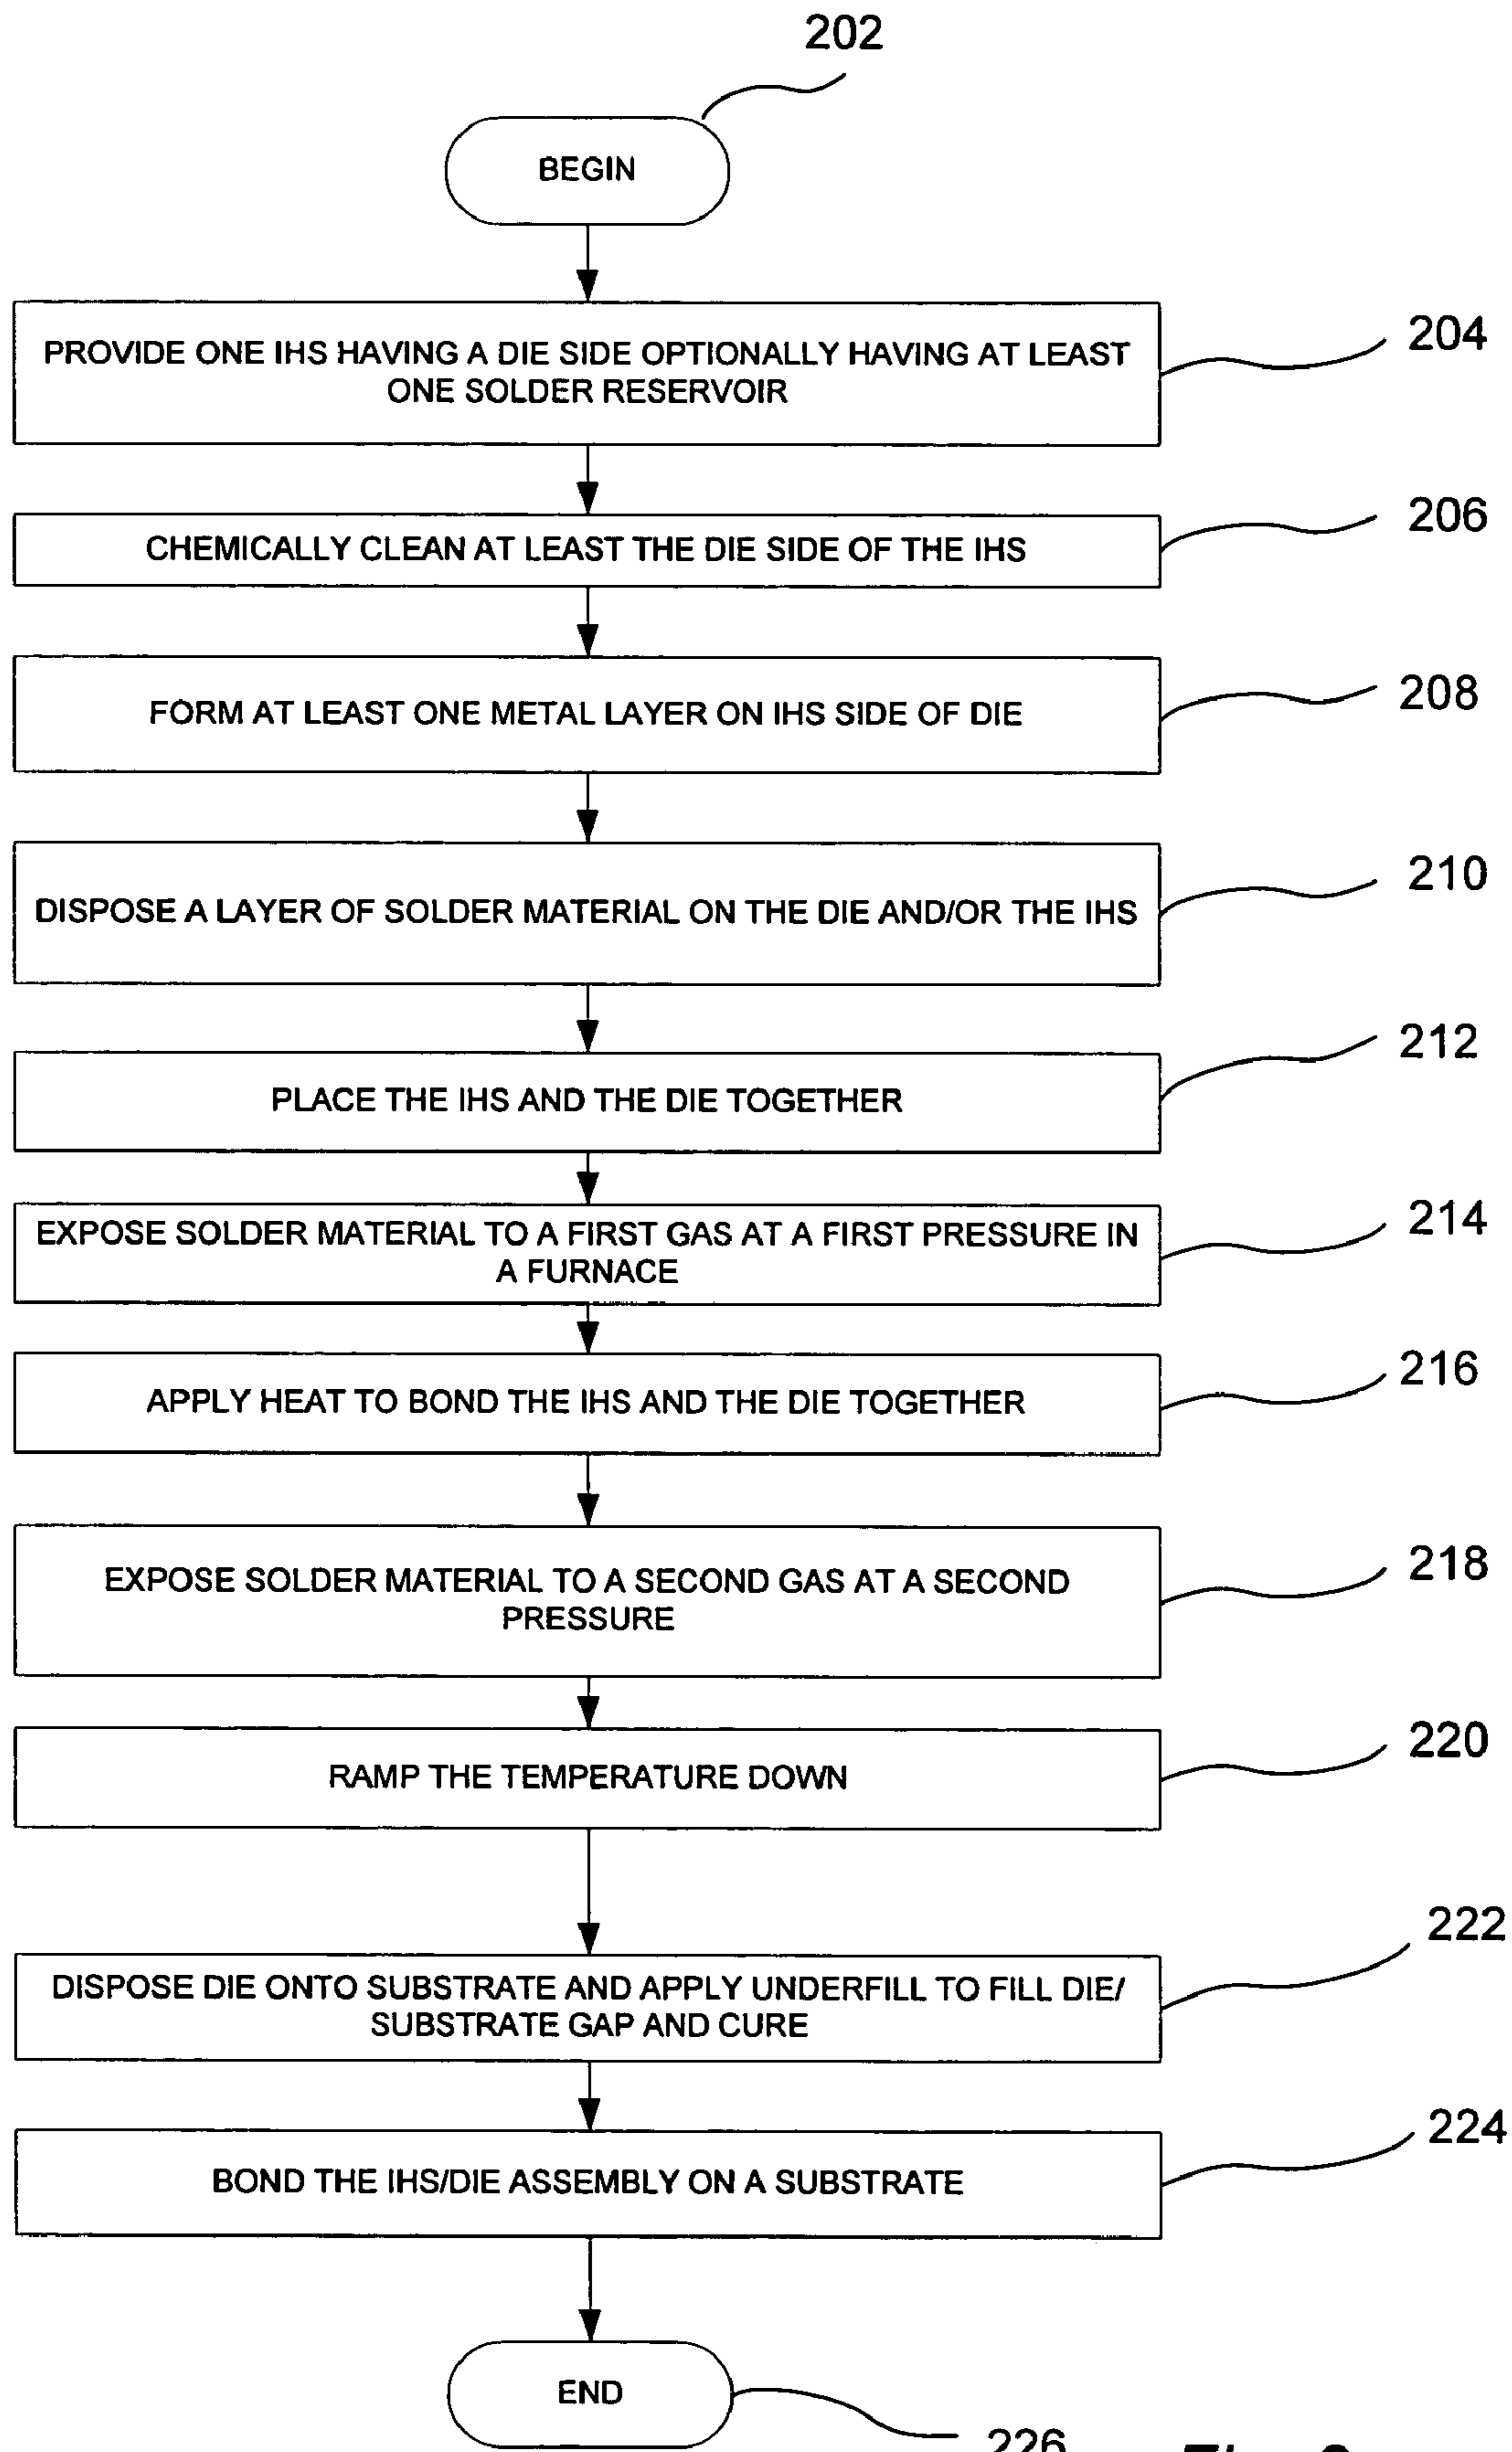 202
BEGIN
PROVIDE ONE IHS HAVING A DIE SIDE OPTIONALLY HAVING AT LEAST
ONE SOLDER RESERVOIR
204
CHEMICALLY CLEAN AT LEAST THE DIE SIDE OF THE IHS
206
FORM AT LEAST ONE METAL LAYER ON IHS SIDE OF DIE
208
DISPOSE A LAYER OF SOLDER MATERIAL ON THE DIE AND/OR THE IHS
210
PLACE THE IHS AND THE DIE TOGETHER
212
EXPOSE SOLDER MATERIAL TO A FIRST GAS AT A FIRST PRESSURE IN
A FURNACE
214
APPLY HEAT TO BOND THE IHS AND THE DIE TOGETHER
216
EXPOSE SOLDER MATERIAL TO A SECOND GAS AT A SECOND
PRESSURE
218
RAMP THE TEMPERATURE DOWN
220
DISPOSE DIE ONTO SUBSTRATE AND APPLY UNDERFILL TO FILL DIE/
SUBSTRATE GAP AND CURE
222
BOND THE IHS/DIE ASSEMBLY ON A SUBSTRATE
224
END
226